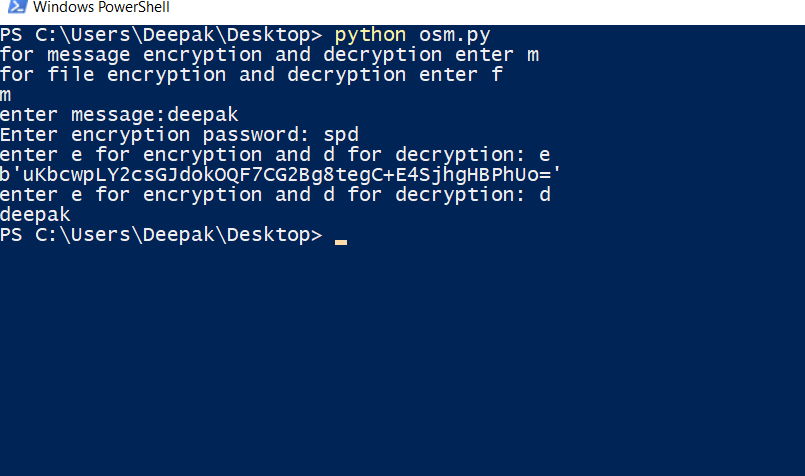 Windows PowerShell
PS C:\Users\Deepak\Desktop> python osm.py
for message encryption and decryption enter m
for file encryption and decryption enter f
m
enter message:deepak
Enter encryption password: spd
enter e for encryption and d for decryption: e
b'uKbcwpLY2csGJdokOQF7CG2Bg8tegC+E4SjhgHBPhUo='
enter e for encryption and d for decryption: d
deepak
PS C:\Users\Deepak\Desktop>